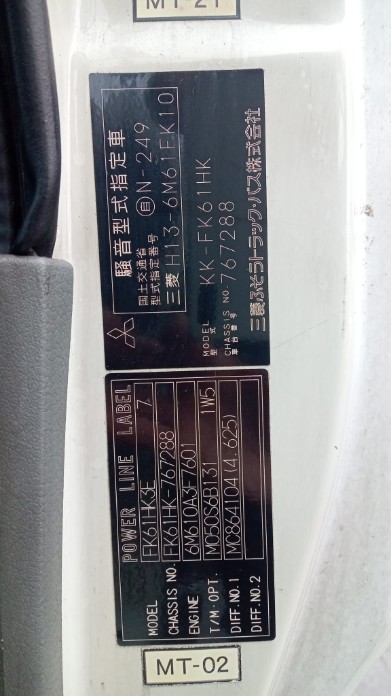 MT-21
騒音型式指定車
国土交通省
型式指定番号 自N-249
三菱 H13-6M61FK10
MODEL
型式 KK-FK61HK
CHASSIS NO.
車台番号 767288
三菱ふそうトラック・バス株式会社
POWER LINE LABEL
MODEL FK61HK3E 7
CHASSIS NO. FK61HK-767288
ENGINE 6M610A3F7601
T/M・OPT. MO50S6B131 1W5
DIFF.NO.1 MC864104(4.625)
DIFF.NO.2
MT-02